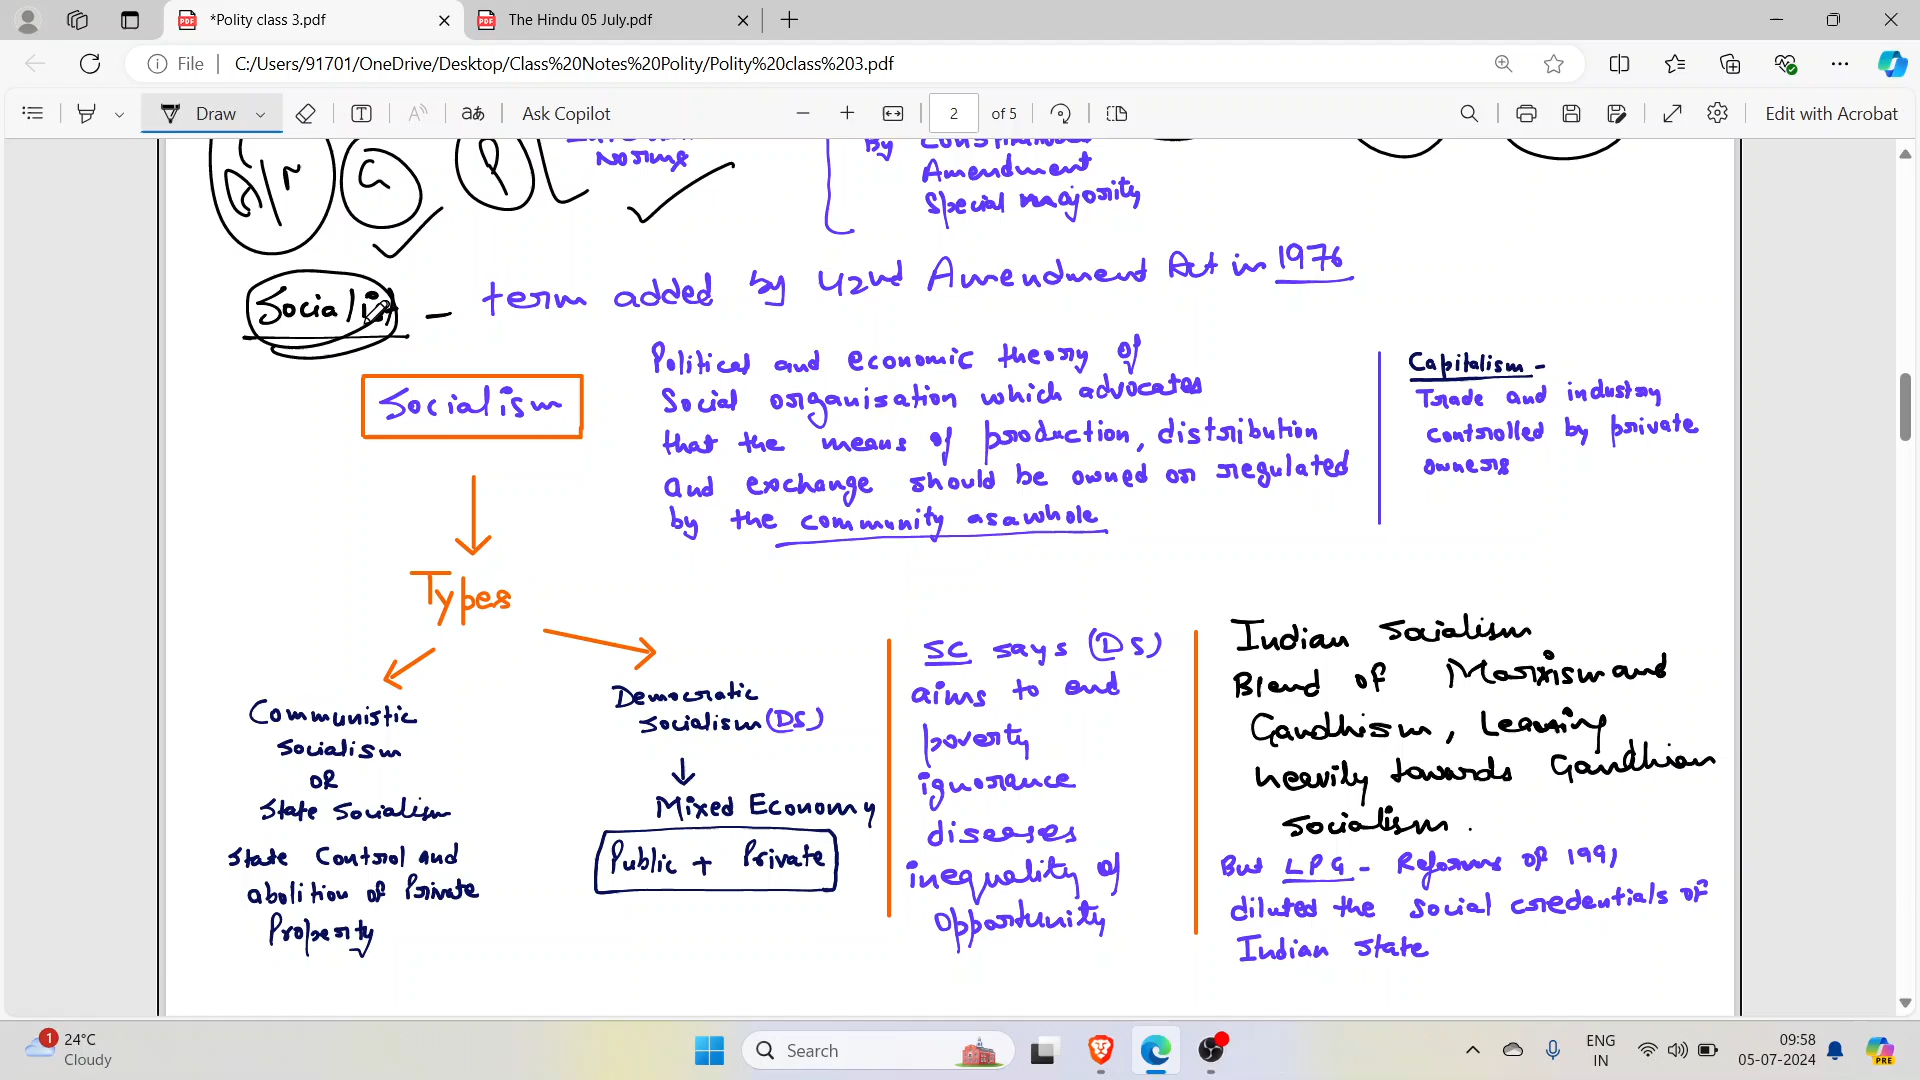 *Polity class 3.pdf
The Hindu 05 July.pdf
File
C:/Users/91701/OneDrive/Desktop/Class%20Notes%20Polity/Polity%20class%203.pdf
Draw
Ask Copilot
2 of 5
Edit with Acrobat
Norms
By
Amendment
Special majority
Socialist - term added by 42nd Amendment Act in 1976
Socialism
Political and economic theory of
Social organisation which advocates
that the means of production, distribution
and exchange should be owned or regulated
by the community as a whole
Capitalism -
Trade and industry
controlled by private
owners
Types
Communistic
Socialism
OR
State Socialism
State Control and
abolition of Private
Property
Democratic
Socialism (DS)
Mixed Economy
Public + Private
SC says (DS)
aims to end
poverty
ignorance
diseases
inequality of
opportunity
Indian Socialism
Blend of Marxism and
Gandhism, Leaning
heavily towards Gandhian
Socialism.
But LPG - Reforms of 1991
diluted the social credentials of
Indian state
1
24°C
Cloudy
Search
ENG
IN
09:58
05-07-2024
PRE